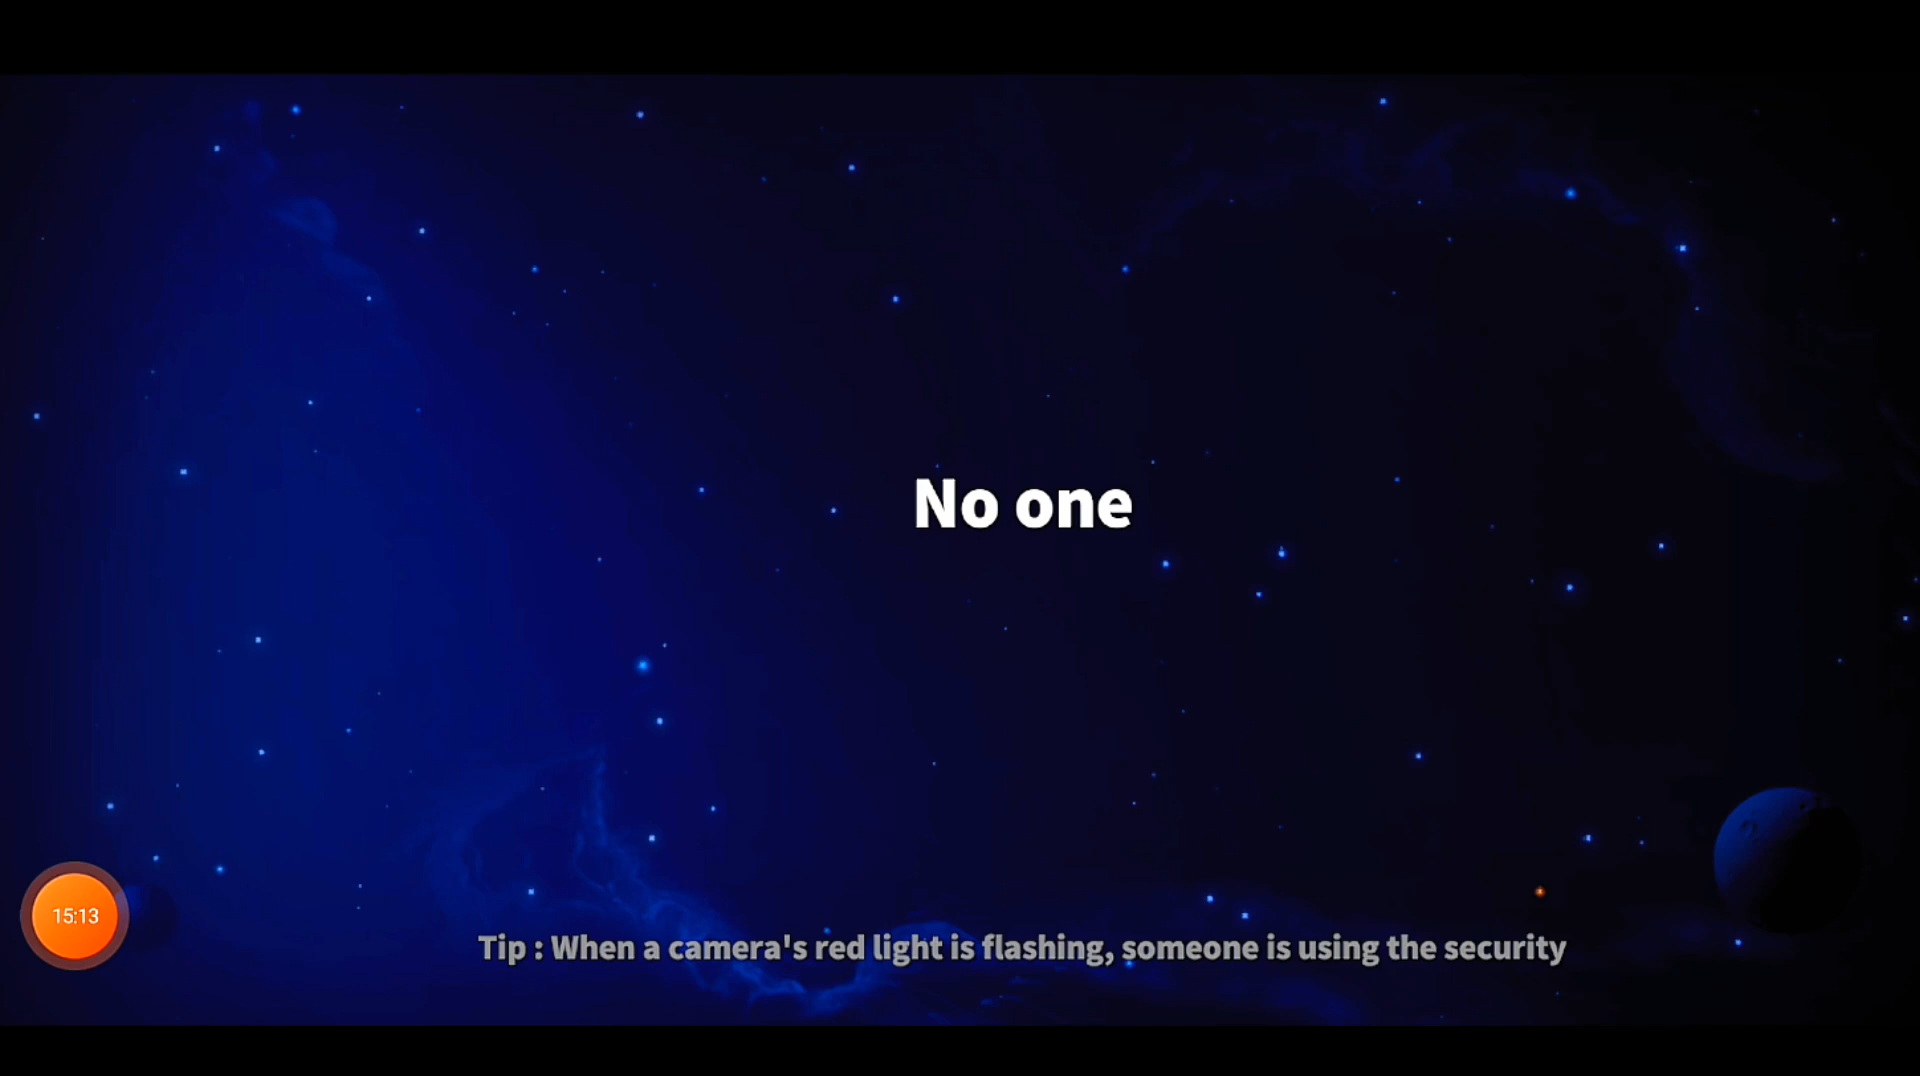 No one
15:13
Tip : When a camera's red light is flashing, someone is using the security